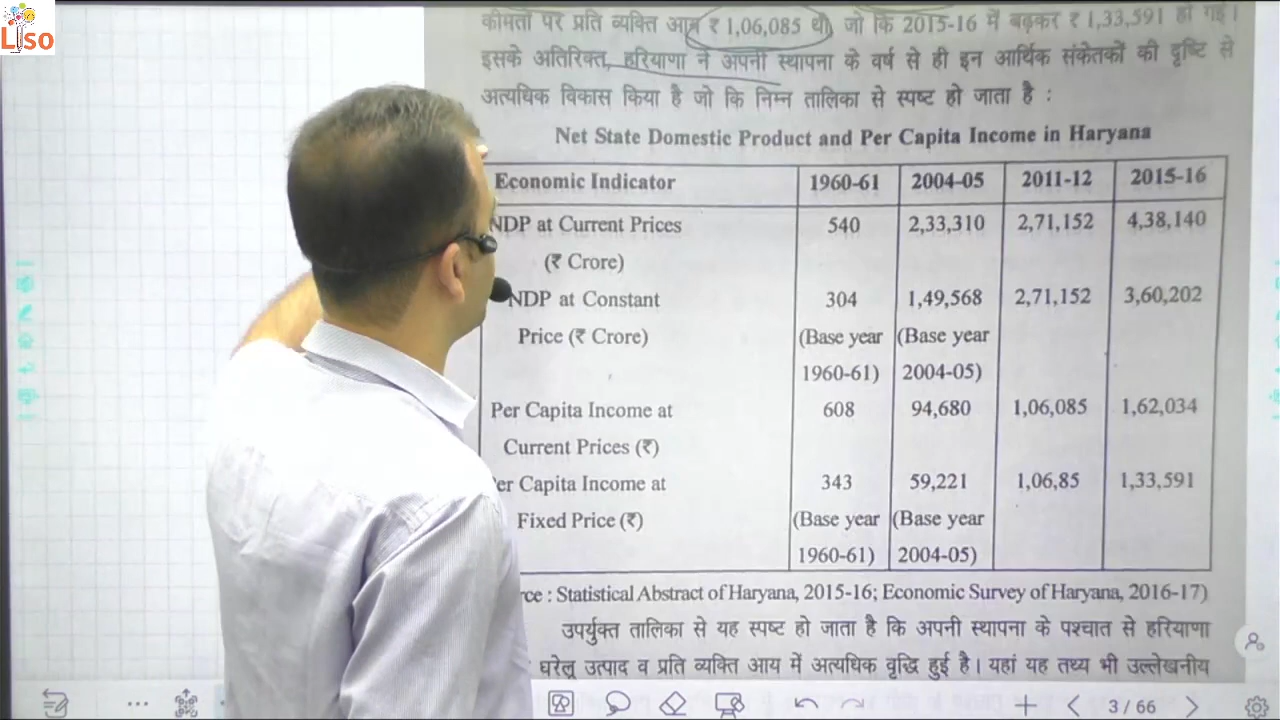 Liso
कीमतों पर प्रति व्यक्ति आय ₹ 1,06,085 थी, जो कि 2015-16 में बढ़कर ₹ 1,33,591 हो गई।
इसके अतिरिक्त, हरियाणा ने अपनी स्थापना के वर्ष से ही इन आर्थिक संकेतकों की दृष्टि से
अत्यधिक विकास किया है जो कि निम्न तालिका से स्पष्ट हो जाता है :
Net State Domestic Product and Per Capita Income in Haryana
Economic Indicator 1960-61 2004-05 2011-12 2015-16
NDP at Current Prices 540 2,33,310 2,71,152 4,38,140
(₹ Crore)
NDP at Constant 304 1,49,568 2,71,152 3,60,202
Price (₹ Crore) (Base year (Base year
1960-61) 2004-05)
Per Capita Income at 608 94,680 1,06,085 1,62,034
Current Prices (₹)
Per Capita Income at 343 59,221 1,06,85 1,33,591
Fixed Price (₹) (Base year (Base year
1960-61) 2004-05)
: Statistical Abstract of Haryana, 2015-16; Economic Survey of Haryana, 2016-17)
उपर्युक्त तालिका से यह स्पष्ट हो जाता है कि अपनी स्थापना के पश्चात से हरियाणा
घरेलू उत्पाद व प्रति व्यक्ति आय में अत्यधिक वृद्धि हुई है। यहां यह तथ्य भी उल्लेखनीय
3 / 66